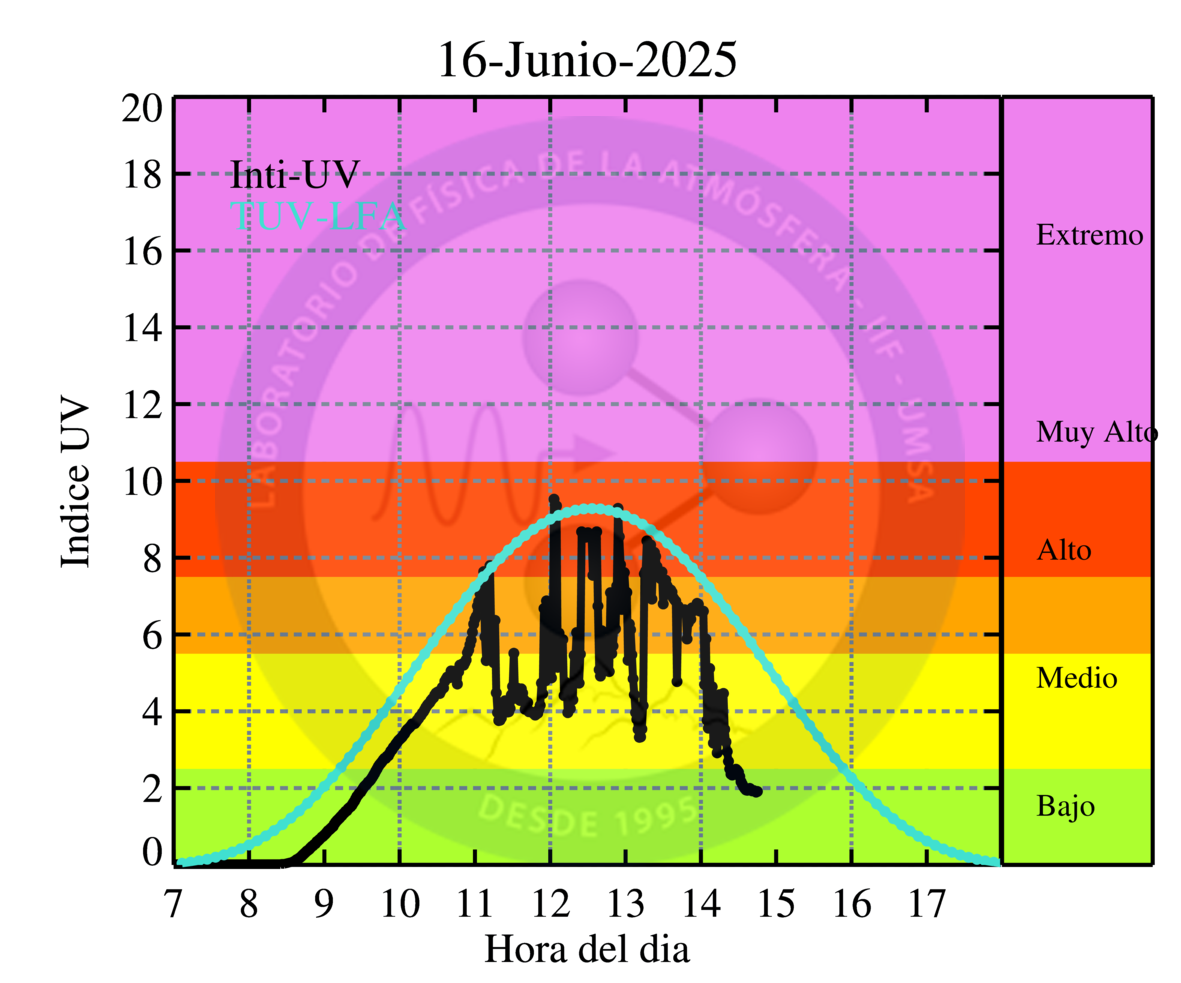 16-Junio-2025
20
18
16
14
12
10
8
6
4
2
0
Indice UV
Inti-UV
TUV-LFA
LABORATORIO DE FÍSICA DE LA ATMÓSFERA - IIF - UMSA
DESDE 1995
Extremo
Muy Alto
Alto
Medio
Bajo
7 8 9 10 11 12 13 14 15 16 17
Hora del dia